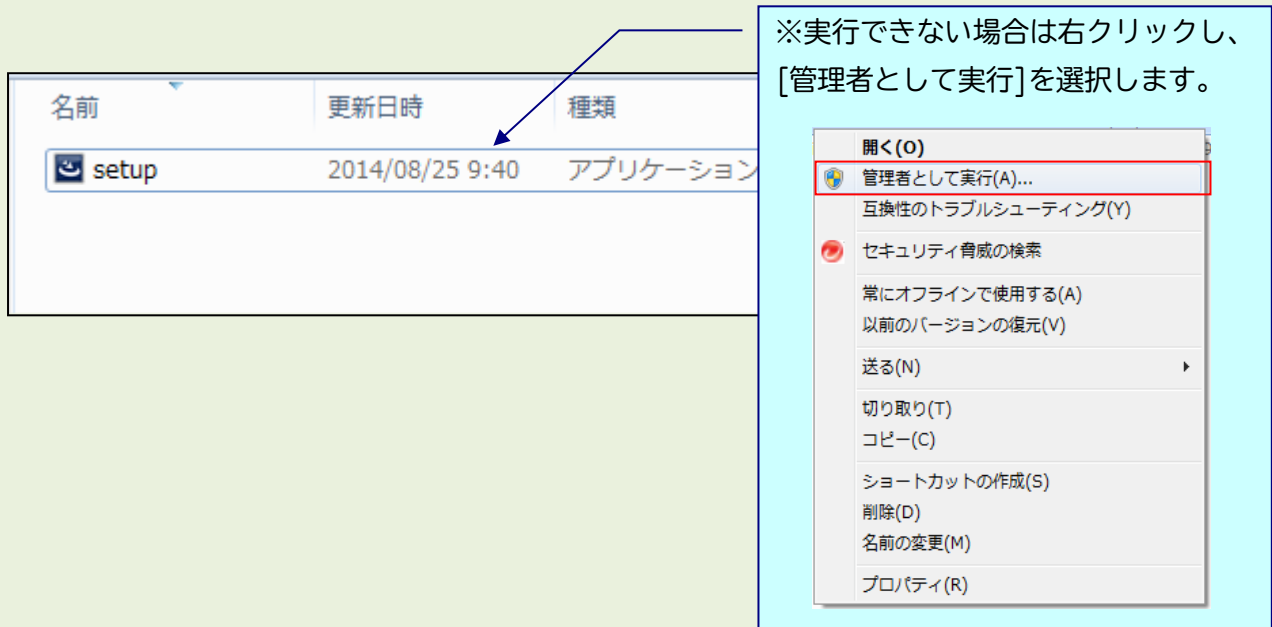 ※実行できない場合は右クリックし、
[管理者として実行]を選択します。
名前 更新日時 種類
setup 2014/08/25 9:40 アプリケーション
開く(O)
管理者として実行(A)...
互換性のトラブルシューティング(Y)
セキュリティ脅威の検索
常にオフラインで使用する(A)
以前のバージョンの復元(V)
送る(N)
切り取り(T)
コピー(C)
ショートカットの作成(S)
削除(D)
名前の変更(M)
プロパティ(R)